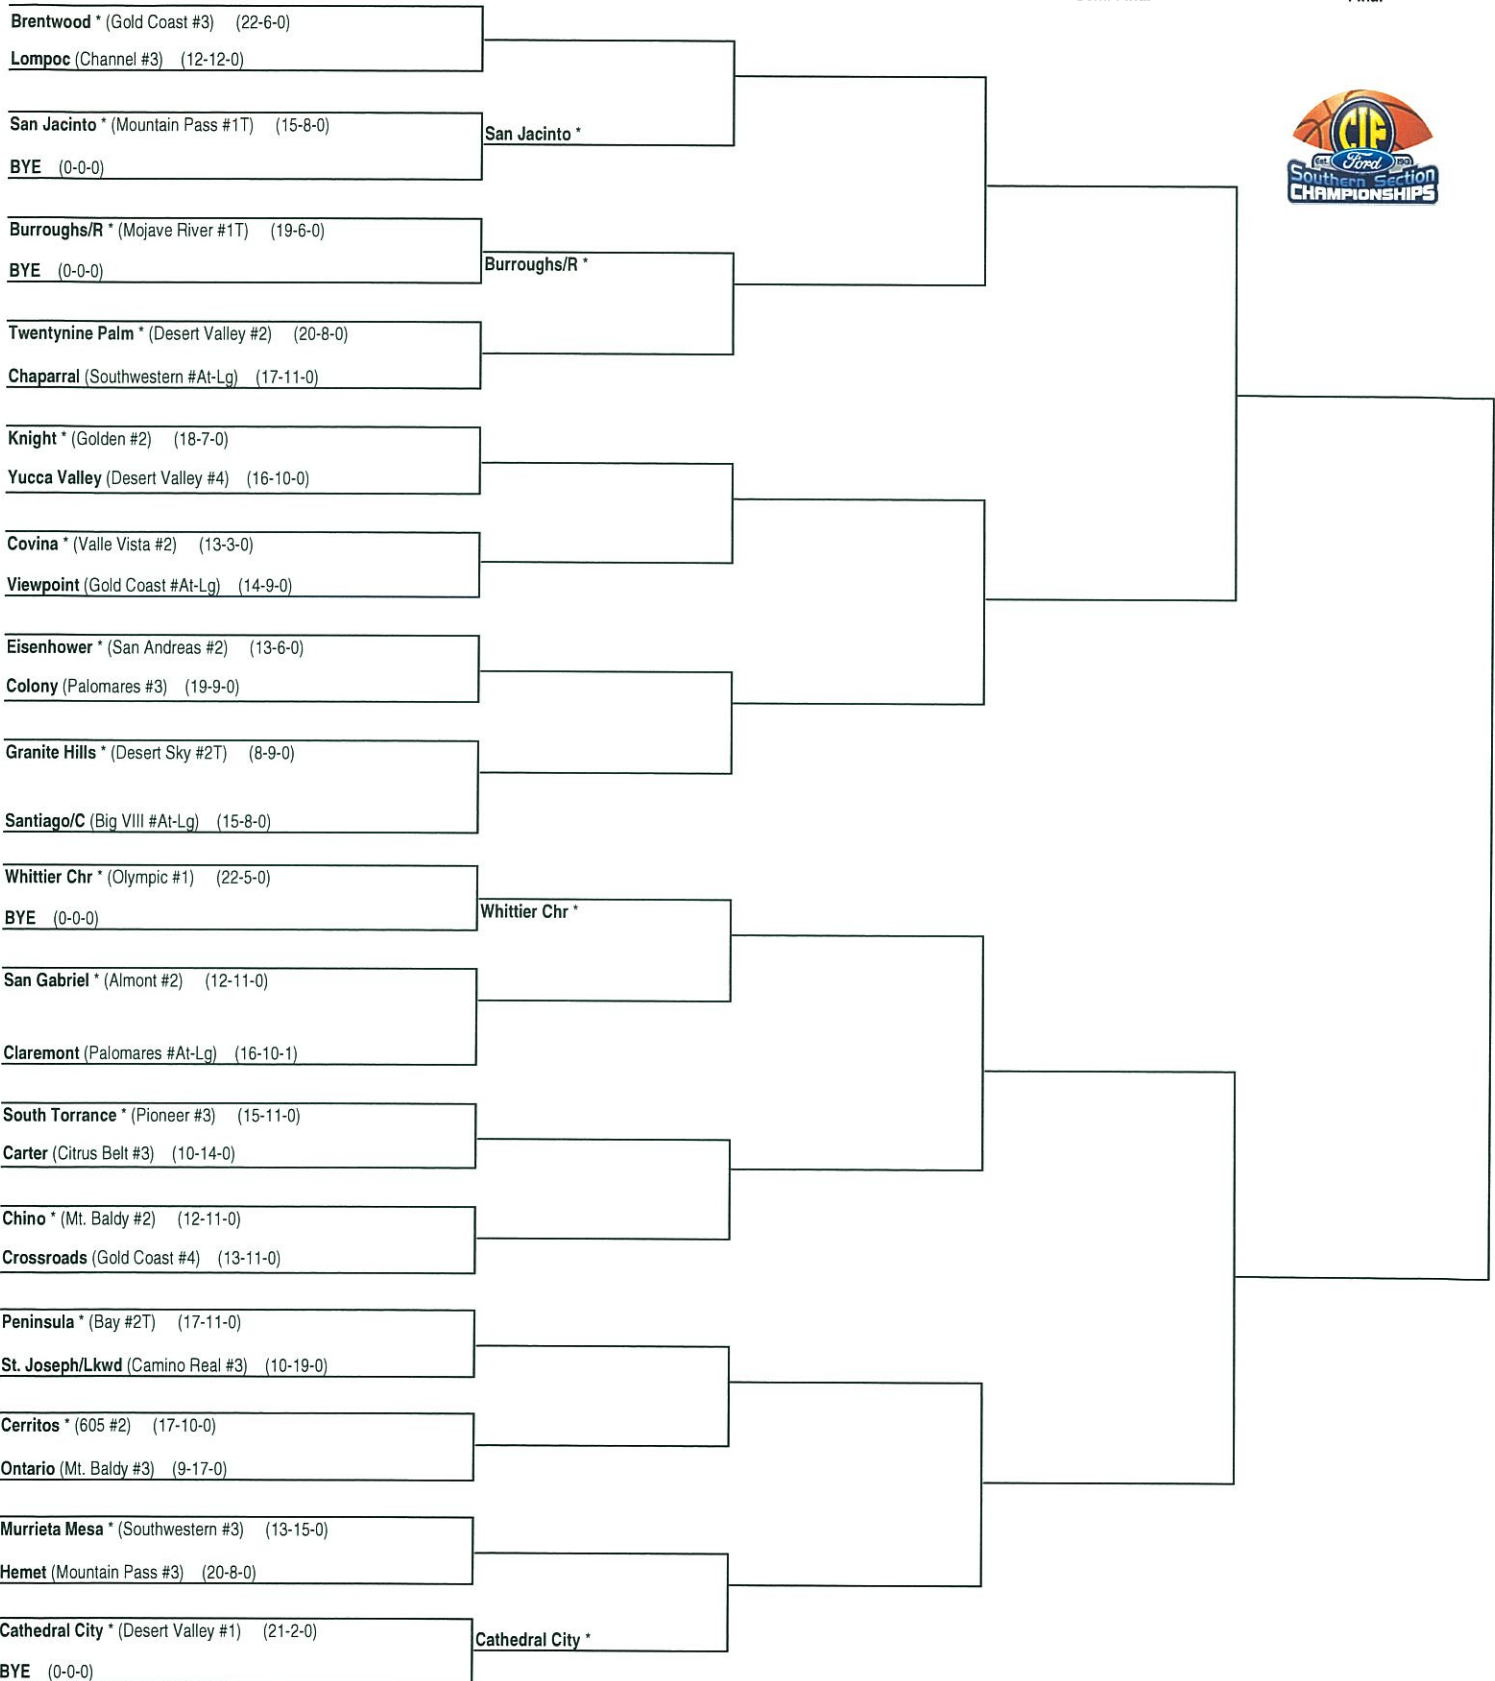 Brentwood * (Gold Coast #3) (22-6-0)
Lompoc (Channel #3) (12-12-0)
San Jacinto * (Mountain Pass #1T) (15-8-0)
San Jacinto *
BYE (0-0-0)
Burroughs/R * (Mojave River #1T) (19-6-0)
Burroughs/R *
BYE (0-0-0)
Twentynine Palm * (Desert Valley #2) (20-8-0)
Chaparral (Southwestern #At-Lg) (17-11-0)
Knight * (Golden #2) (18-7-0)
Yucca Valley (Desert Valley #4) (16-10-0)
Covina * (Valle Vista #2) (13-3-0)
Viewpoint (Gold Coast #At-Lg) (14-9-0)
Eisenhower * (San Andreas #2) (13-6-0)
Colony (Palomares #3) (19-9-0)
Granite Hills * (Desert Sky #2T) (8-9-0)
Santiago/C (Big VIII #At-Lg) (15-8-0)
Whittier Chr * (Olympic #1) (22-5-0)
Whittier Chr *
BYE (0-0-0)
San Gabriel * (Almont #2) (12-11-0)
Claremont (Palomares #At-Lg) (16-10-1)
South Torrance * (Pioneer #3) (15-11-0)
Carter (Citrus Belt #3) (10-14-0)
Chino * (Mt. Baldy #2) (12-11-0)
Crossroads (Gold Coast #4) (13-11-0)
Peninsula * (Bay #2T) (17-11-0)
St. Joseph/Lkwd (Camino Real #3) (10-19-0)
Cerritos * (605 #2) (17-10-0)
Ontario (Mt. Baldy #3) (9-17-0)
Murrieta Mesa * (Southwestern #3) (13-15-0)
Hemet (Mountain Pass #3) (20-8-0)
Cathedral City * (Desert Valley #1) (21-2-0)
Cathedral City *
BYE (0-0-0)
CIF
Est.
Ford
Southern Section
CHAMPIONSHIPS